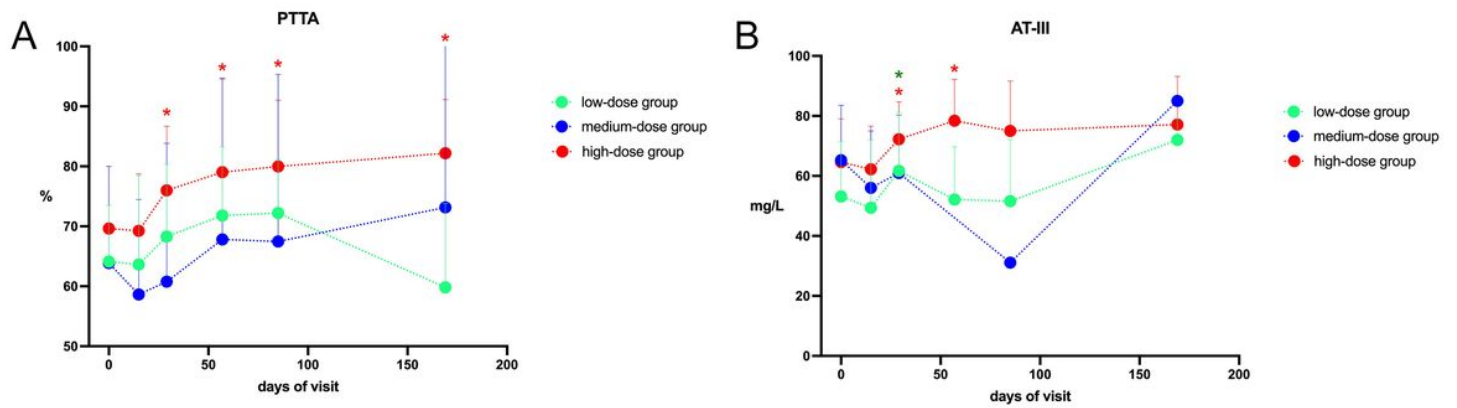 A
PTTA
100
90
80
70
60
50
%
0 50 100 150 200
days of visit
* * * * *
low-dose group
medium-dose group
high-dose group
B
AT-III
100
80
60
40
20
0
mg/L
0 50 100 150 200
days of visit
* * *
low-dose group
medium-dose group
high-dose group